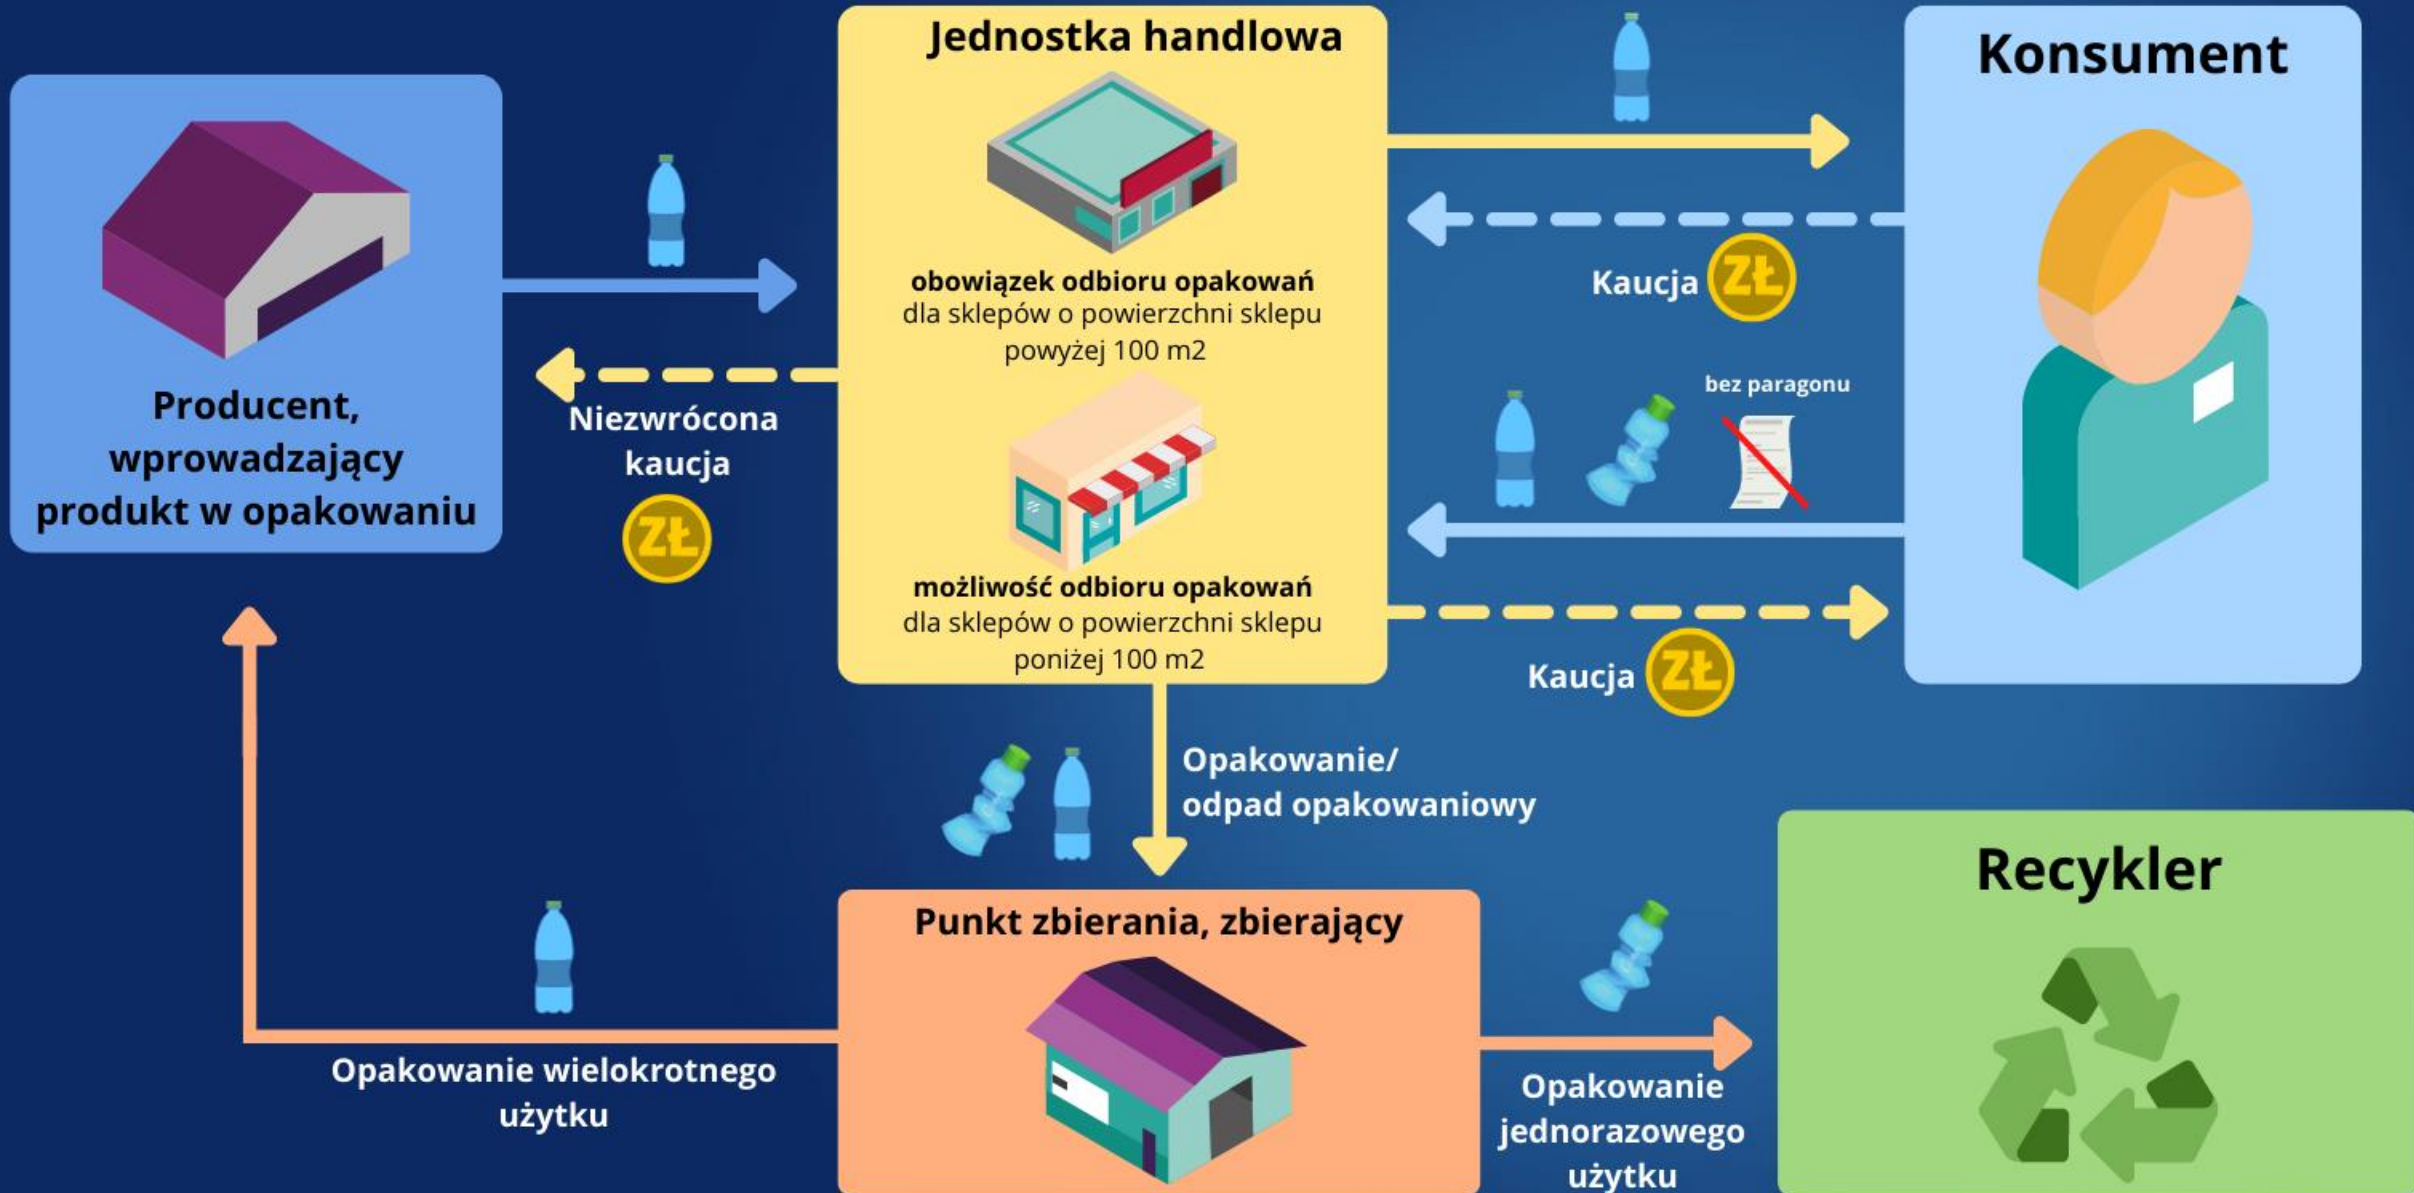 Jednostka handlowa
obowiązek odbioru opakowań
dla sklepów o powierzchni sklepu
powyżej 100 m2
możliwość odbioru opakowań
dla sklepów o powierzchni sklepu
poniżej 100 m2
Konsument
Producent,
wprowadzający
produkt w opakowaniu
Niezwrócona
kaucja
ZŁ
Kaucja ZŁ
bez paragonu
Kaucja ZŁ
Opakowanie/
odpad opakowaniowy
Punkt zbierania, zbierający
Recykler
Opakowanie wielokrotnego
użytku
Opakowanie
jednorazowego
użytku